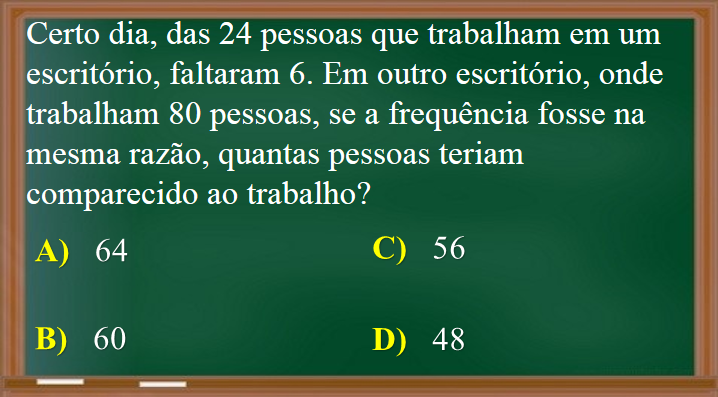 Certo dia, das 24 pessoas que trabalham em um
escritório, faltaram 6. Em outro escritório, onde
trabalham 80 pessoas, se a frequência fosse na
mesma razão, quantas pessoas teriam
comparecido ao trabalho?
A) 64 C) 56
B) 60 D) 48